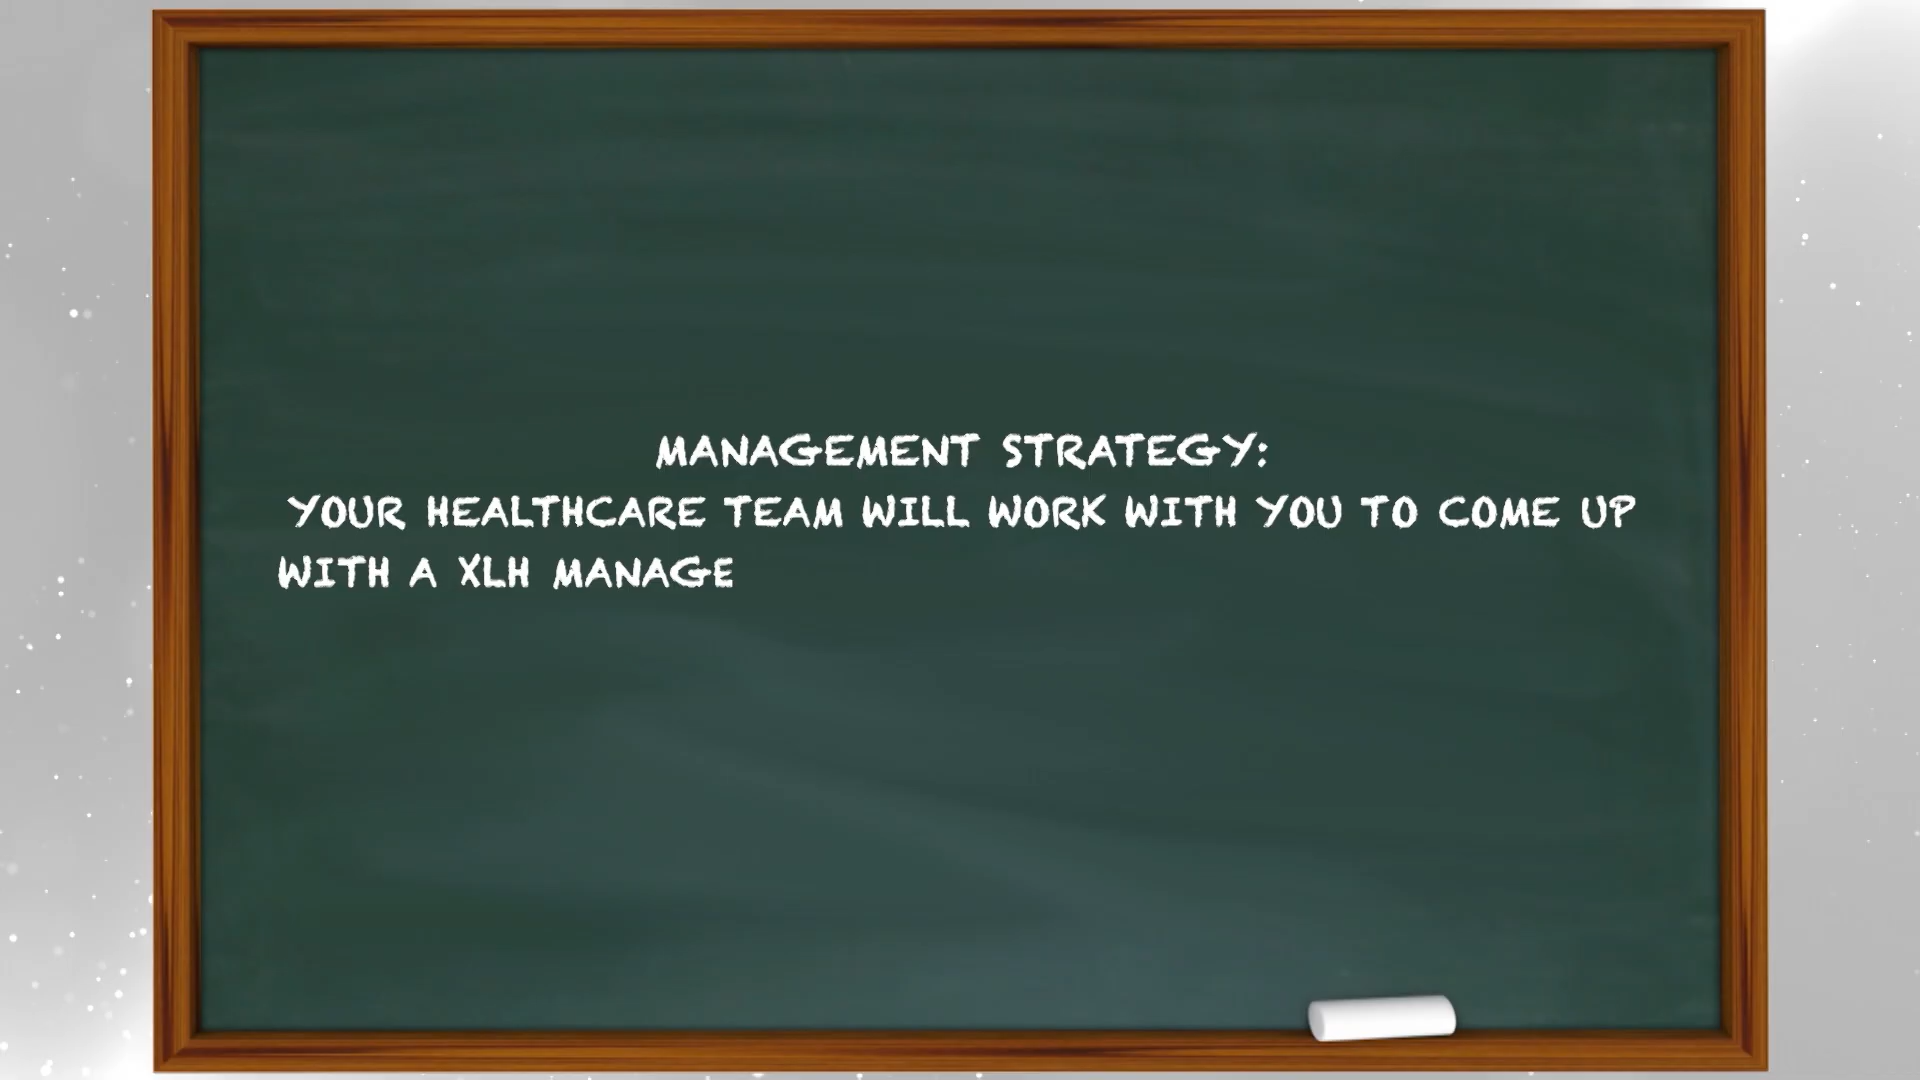 MANAGEMENT STRATEGY:
YOUR HEALTHCARE TEAM WILL WORK WITH YOU TO COME UP
WITH A XLH MANAGE